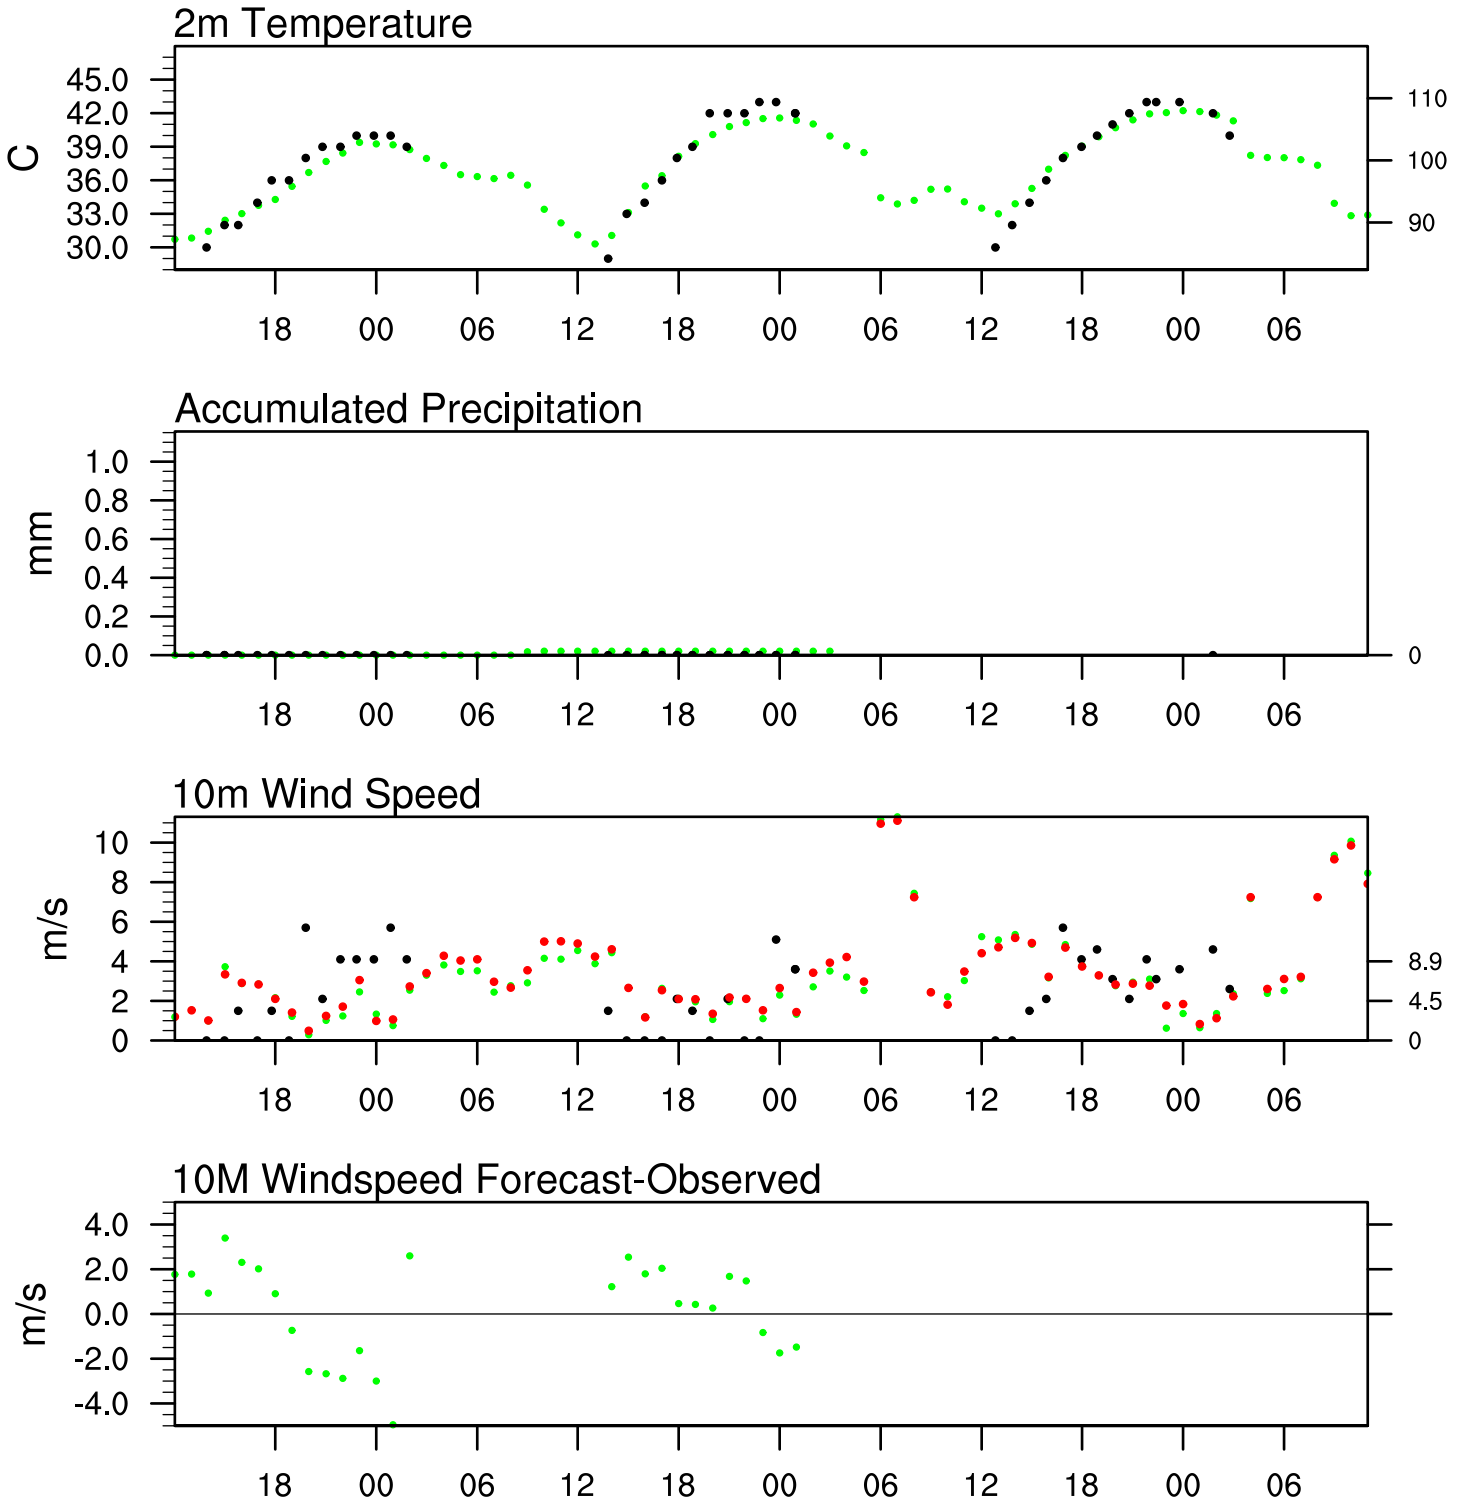 2m Temperature
45.0
42.0
39.0
36.0
33.0
30.0
C
110
100
90
18 00 06 12 18 00 06 12 18 00 06
Accumulated Precipitation
1.0
0.8
0.6
0.4
0.2
0.0
mm
0
18 00 06 12 18 00 06 12 18 00 06
10m Wind Speed
10
8
6
4
2
0
m/s
8.9
4.5
0
18 00 06 12 18 00 06 12 18 00 06
10M Windspeed Forecast-Observed
4.0
2.0
0.0
-2.0
-4.0
m/s
18 00 06 12 18 00 06 12 18 00 06